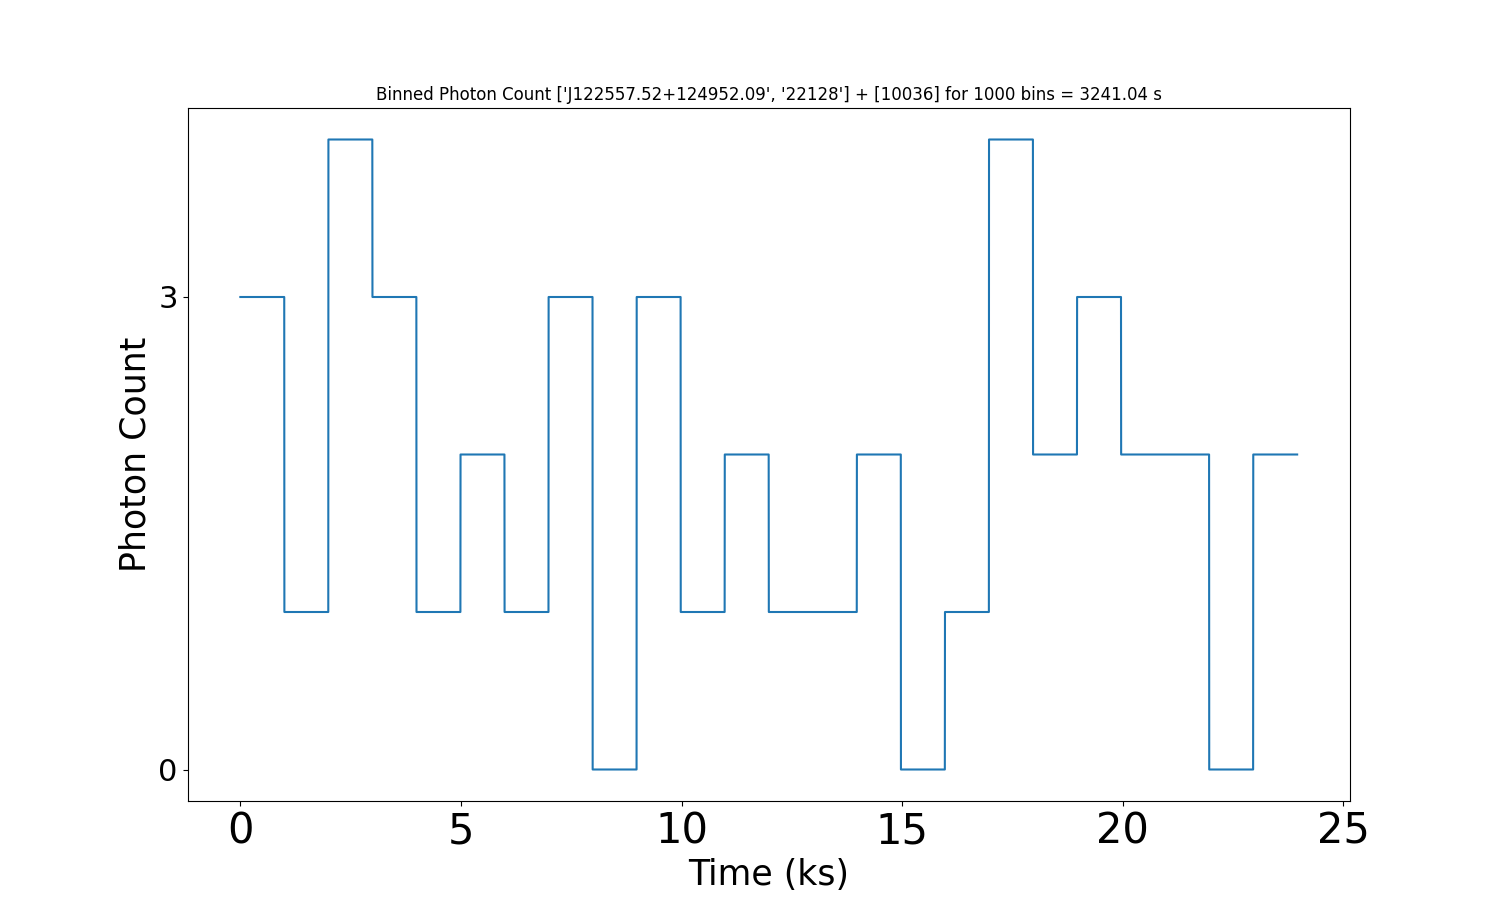 Binned Photon Count ['J122557.52+124952.09', '22128'] + [10036] for 1000 bins = 3241.04 s
Photon Count
3
0
0 5 10 15 20 25
Time (ks)